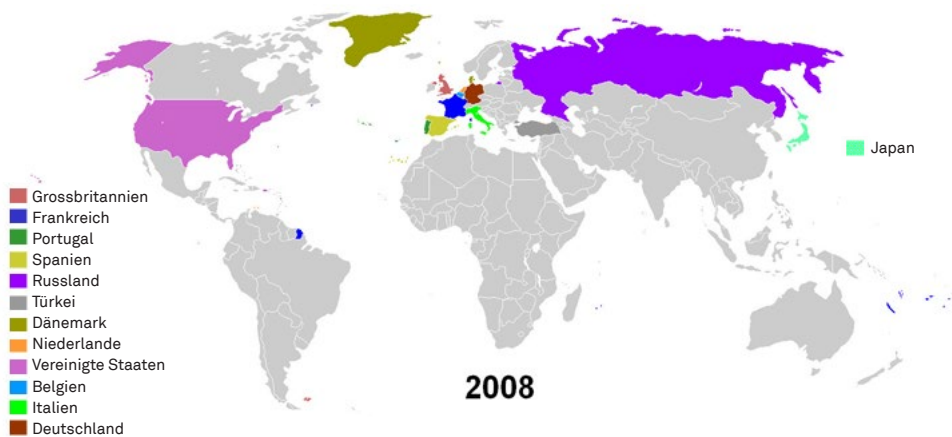 Japan
Grossbritannien
Frankreich
Portugal
Spanien
Russland
Türkei
Dänemark
Niederlande
Vereinigte Staaten
Belgien
Italien
Deutschland
2008